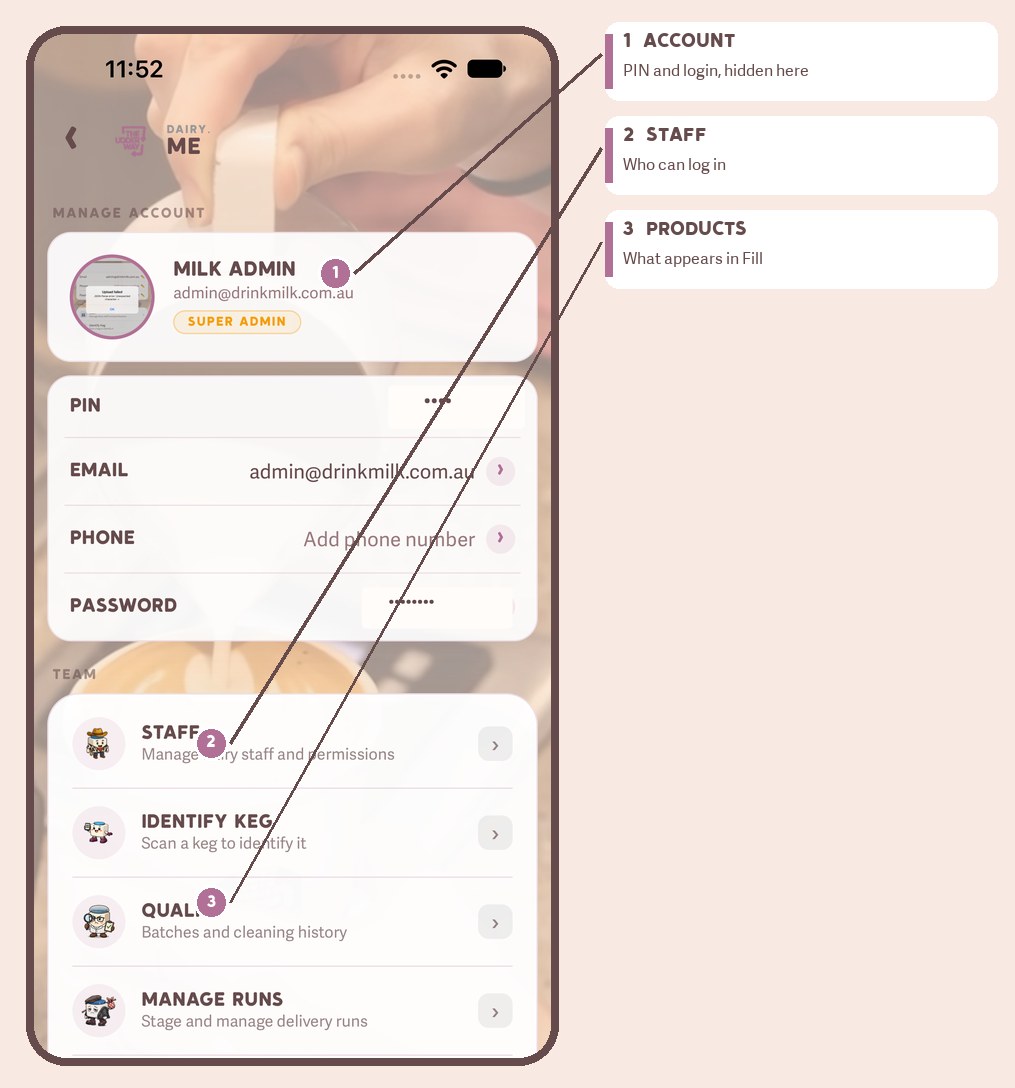 11:52
DAIRY.
ME
MANAGE ACCOUNT
MILK ADMIN
1
admin@drinkmilk.com.au
SUPER ADMIN
PIN
••••
EMAIL
admin@drinkmilk.com.au
PHONE
Add phone number
PASSWORD
••••••••
TEAM
STAFF
2
Manage staff and permissions
IDENTIFY KEG
Scan a keg to identify it
3
Batches and cleaning history
MANAGE RUNS
Stage and manage delivery runs
1 ACCOUNT
PIN and login, hidden here
2 STAFF
Who can log in
3 PRODUCTS
What appears in Fill